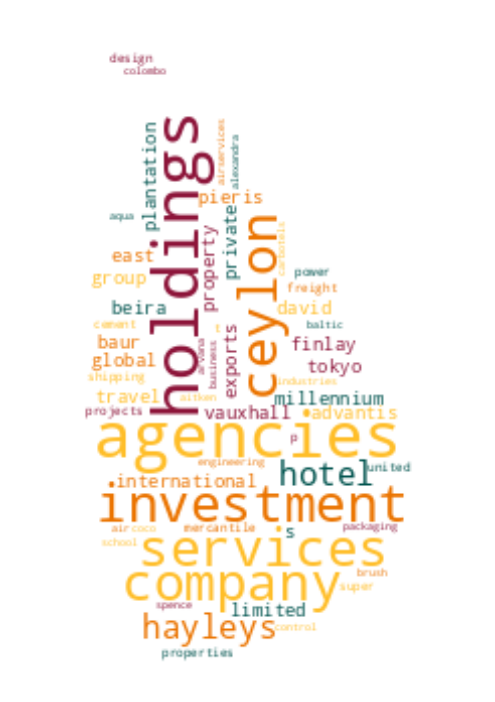 design
colombo
holdings
plantation
airservices
alexandra
pieris
aqua
private
ceylon
property
carbotels
east
group
power
freight
beira
david
cement
t
baltic
baur
exports
finlay
global
arvana
business
tokyo
shipping
industries
travel
aitken
millennium
projects
vauxhall
advantis
agencies
p
engineering
hotel
united
international
investment
air
coco
mercantile
s
packaging
school
services
company
brush
super
spence
limited
hayleys
control
properties